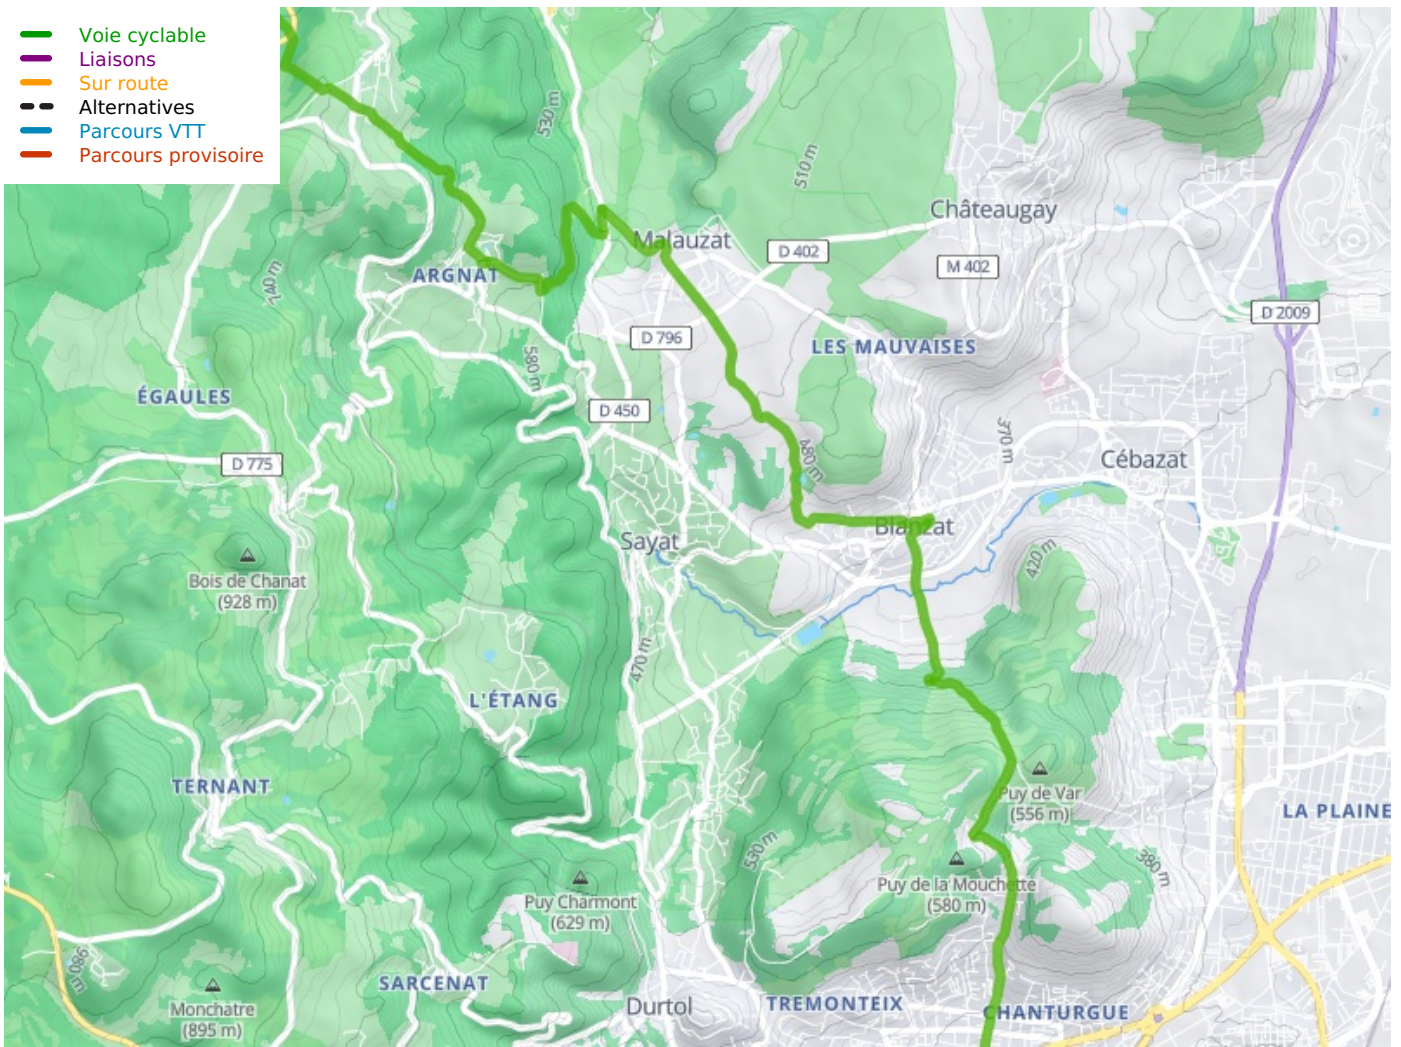 Voie cyclable
Liaisons
Sur route
Alternatives
Parcours VTT
Parcours provisoire
530 m
510 m
Châteaugay
Malauzat
D 402
M 402
ARGNAT
740 m
D 2009
D 796
LES MAUVAISES
580 m
ÉGAULES
D 450
370 m
480 m
Cébazat
D 775
Blanzat
Sayat
420 m
Bois de Chanat
(928 m)
470 m
L'ÉTANG
TERNANT
Puy de Var
(556 m)
LA PLAINE
530 m
380 m
Puy de la Mouchette
(580 m)
Puy Charmont
(629 m)
980 m
SARCENAT
Monchatre
(895 m)
Durtol
TREMONTEIX
CHANTURGUE